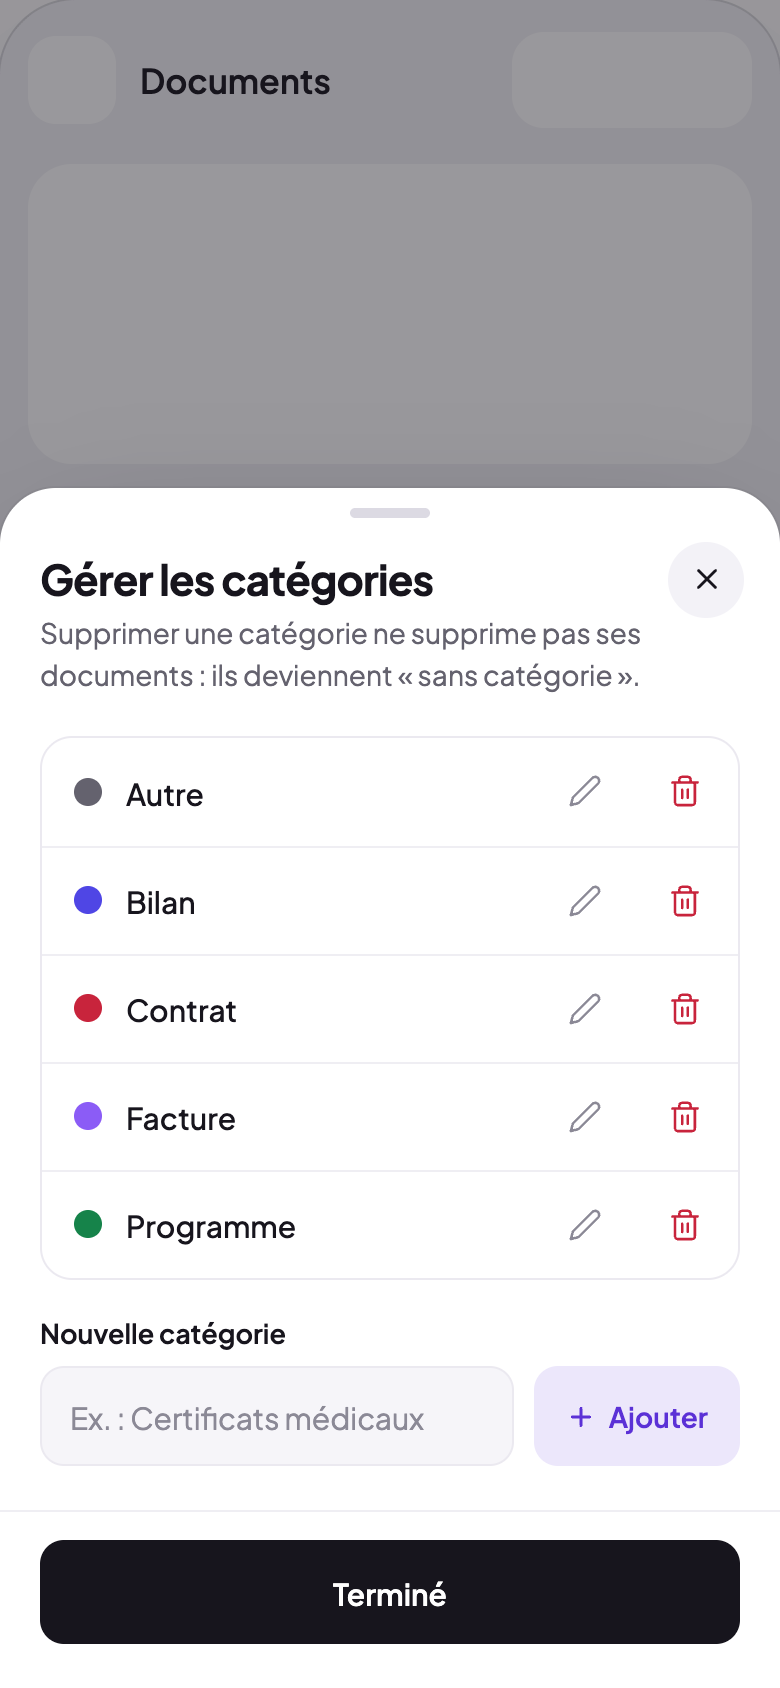 Documents
Gérer les catégories
Supprimer une catégorie ne supprime pas ses
documents : ils deviennent « sans catégorie ».
Autre
Bilan
Contrat
Facture
Programme
Nouvelle catégorie
Ex. : Certificats médicaux
+ Ajouter
Terminé